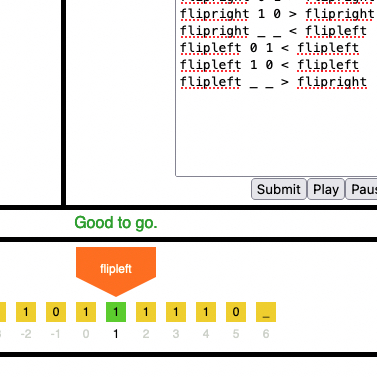 flipright 1 0 > flipright
flipright _ _ < flipleft
flipleft 0 1 < flipleft
flipleft 1 0 < flipleft
flipleft _ _ > flipright
Submit Play Paus
Good to go.
flipleft
1 0 1 1 1 1 1 0 _
-2 -1 0 1 2 3 4 5 6